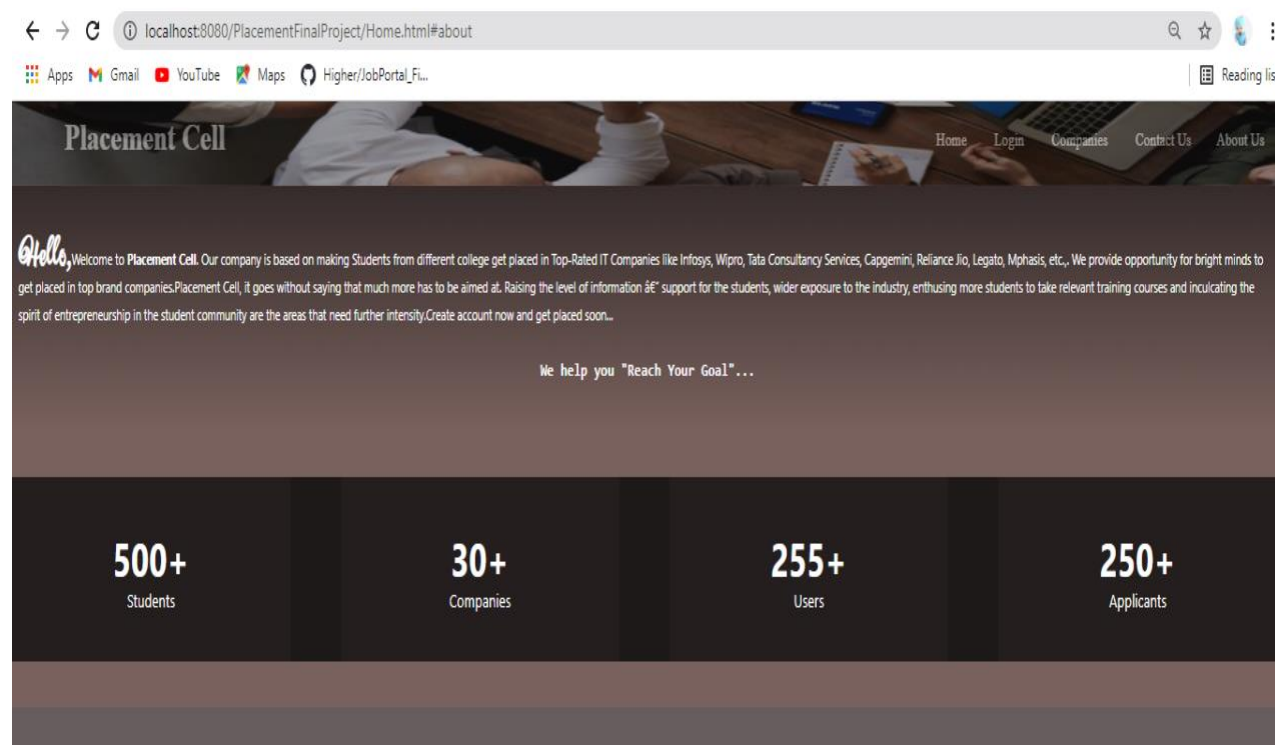 localhost:8080/PlacementFinalProject/Home.html#about
Apps Gmail YouTube Maps Higher/JobPortal_Fi... Reading lis
Placement Cell
Home Login Companies Contact Us About Us
Hello, Welcome to Placement Cell. Our company is based on making Students from different college get placed in Top-Rated IT Companies like Infosys, Wipro, Tata Consultancy Services, Capgemini, Reliance Jio, Legato, Mphasis, etc.,. We provide opportunity for bright minds to
get placed in top brand companies.Placement Cell, it goes without saying that much more has to be aimed at. Raising the level of information â€“ support for the students, wider exposure to the industry, enthusing more students to take relevant training courses and inculcating the
spirit of entrepreneurship in the student community are the areas that need further intensity.Create account now and get placed soon...
We help you "Reach Your Goal"...
500+ 30+ 255+ 250+
Students Companies Users Applicants